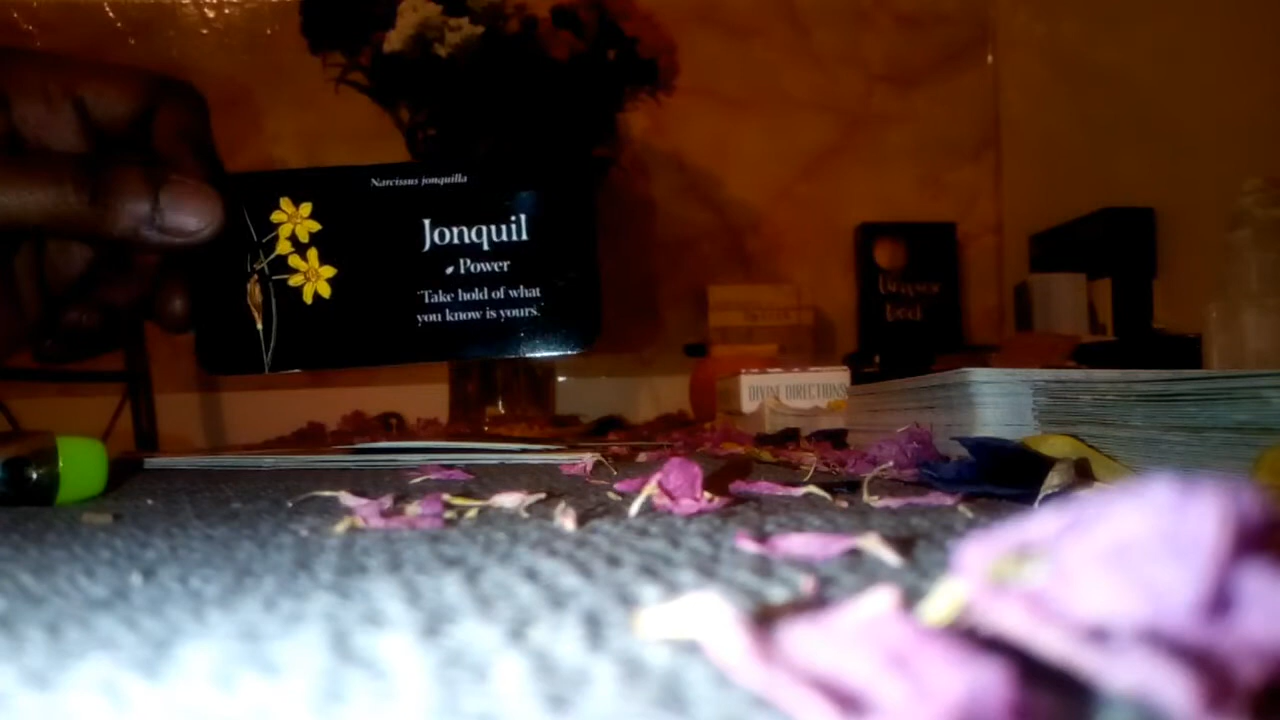 Narcissus jonquilla
Jonquil
Power
"Take hold of what
you know is yours."
DIVINE DIRECTIONS